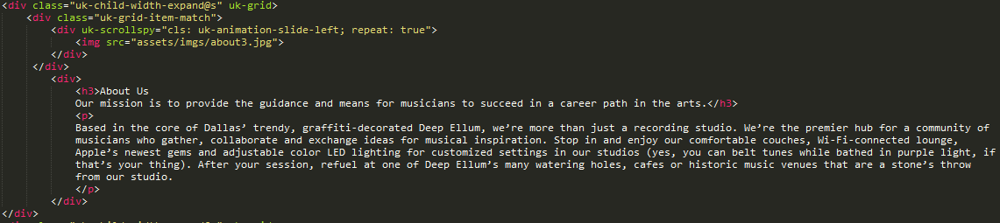 <div class="uk-child-width-expand@s" uk-grid>
<div class="uk-grid-item-match">
<div uk-scrollspy="cls: uk-animation-slide-left; repeat: true">
<img src="assets/imgs/about3.jpg">
</div>
</div>
<div>
<h3>About Us
Our mission is to provide the guidance and means for musicians to succeed in a career path in the arts.</h3>
<p>
Based in the core of Dallas’ trendy, graffiti-decorated Deep Ellum, we’re more than just a recording studio. We’re the premier hub for a community of
musicians who gather, collaborate and exchange ideas for musical inspiration. Stop in and enjoy our comfortable couches, Wi-Fi-connected lounge,
Apple’s newest gems and adjustable color LED lighting for customized settings in our studios (yes, you can belt tunes while bathed in purple light, if
that’s your thing). After your session, refuel at one of Deep Ellum’s many watering holes, cafes or historic music venues that are a stone’s throw
from our studio.
</p>
</div>
</div>